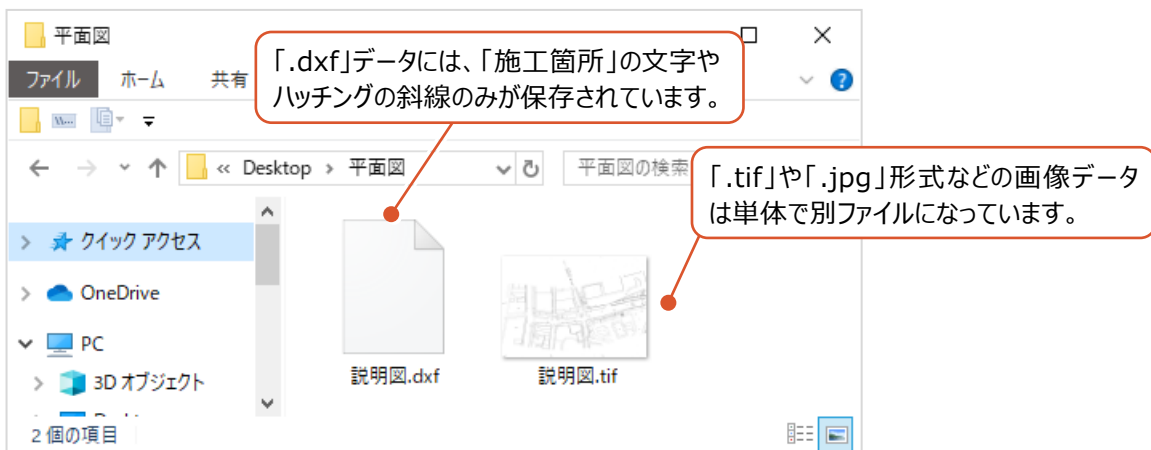 平面図
ファイル ホーム 共有
「.dxf」データには、「施工箇所」の文字や
ハッチングの斜線のみが保存されています。
« Desktop › 平面図
平面図の検索
「.tif」や「.jpg」形式などの画像データ
は単体で別ファイルになっています。
クイック アクセス
OneDrive
PC
3D オブジェクト
説明図.dxf
説明図.tif
2 個の項目